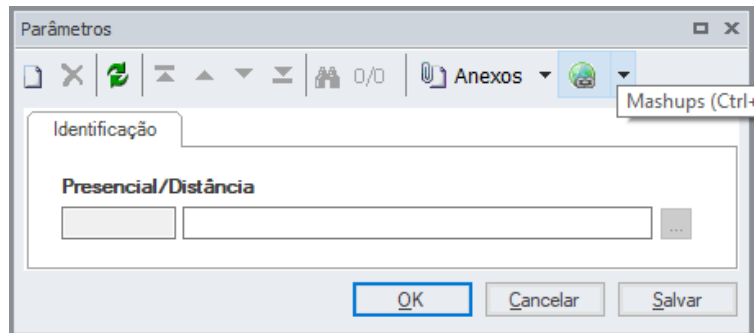 Parâmetros
0/0 Anexos
Mashups (Ctrl+
Identificação
Presencial/Distância
...
OK Cancelar Salvar